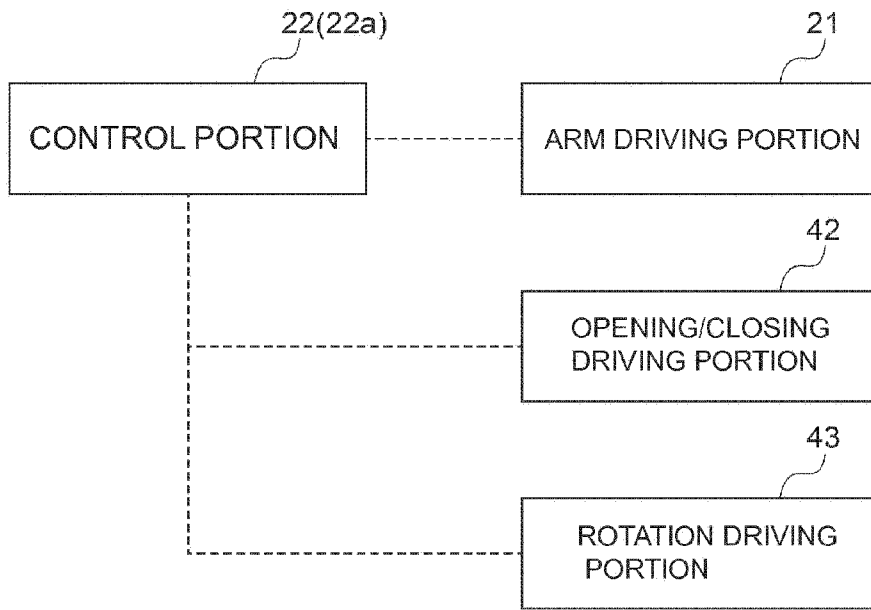 22(22a)
21
CONTROL PORTION
ARM DRIVING PORTION
42
OPENING/CLOSING
DRIVING PORTION
43
ROTATION DRIVING
PORTION